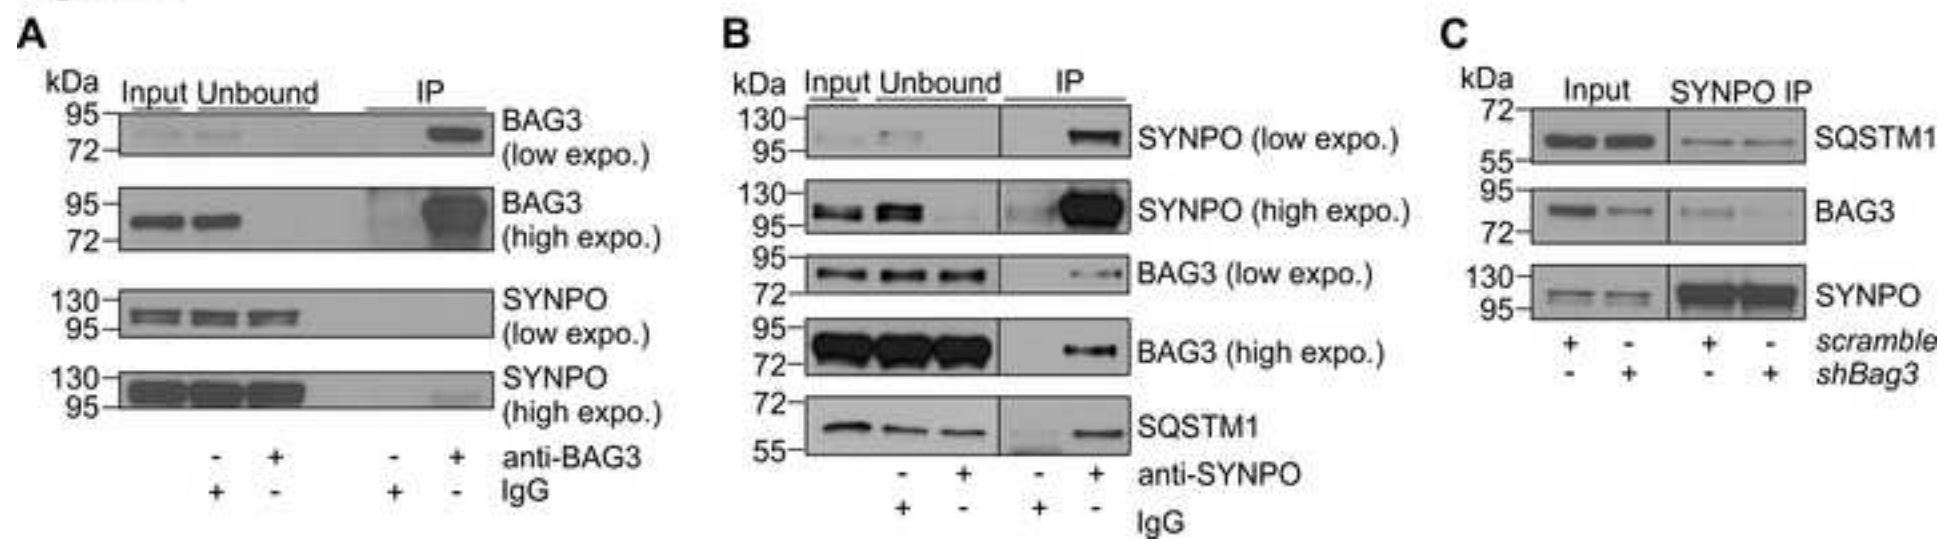 A
kDa
Input Unbound IP
95
72
BAG3
(low expo.)
95
72
BAG3
(high expo.)
130
95
SYNPO
(low expo.)
130
95
SYNPO
(high expo.)
- + - + anti-BAG3
+ - + - IgG
B
kDa
Input Unbound IP
130
95
SYNPO (low expo.)
130
95
SYNPO (high expo.)
95
72
BAG3 (low expo.)
95
72
BAG3 (high expo.)
72
55
SQSTM1
- + - + anti-SYNPO
+ - + - IgG
C
kDa
Input SYNPO IP
72
55
SQSTM1
95
72
BAG3
130
95
SYNPO
+ - + - scramble
- + - + shBag3